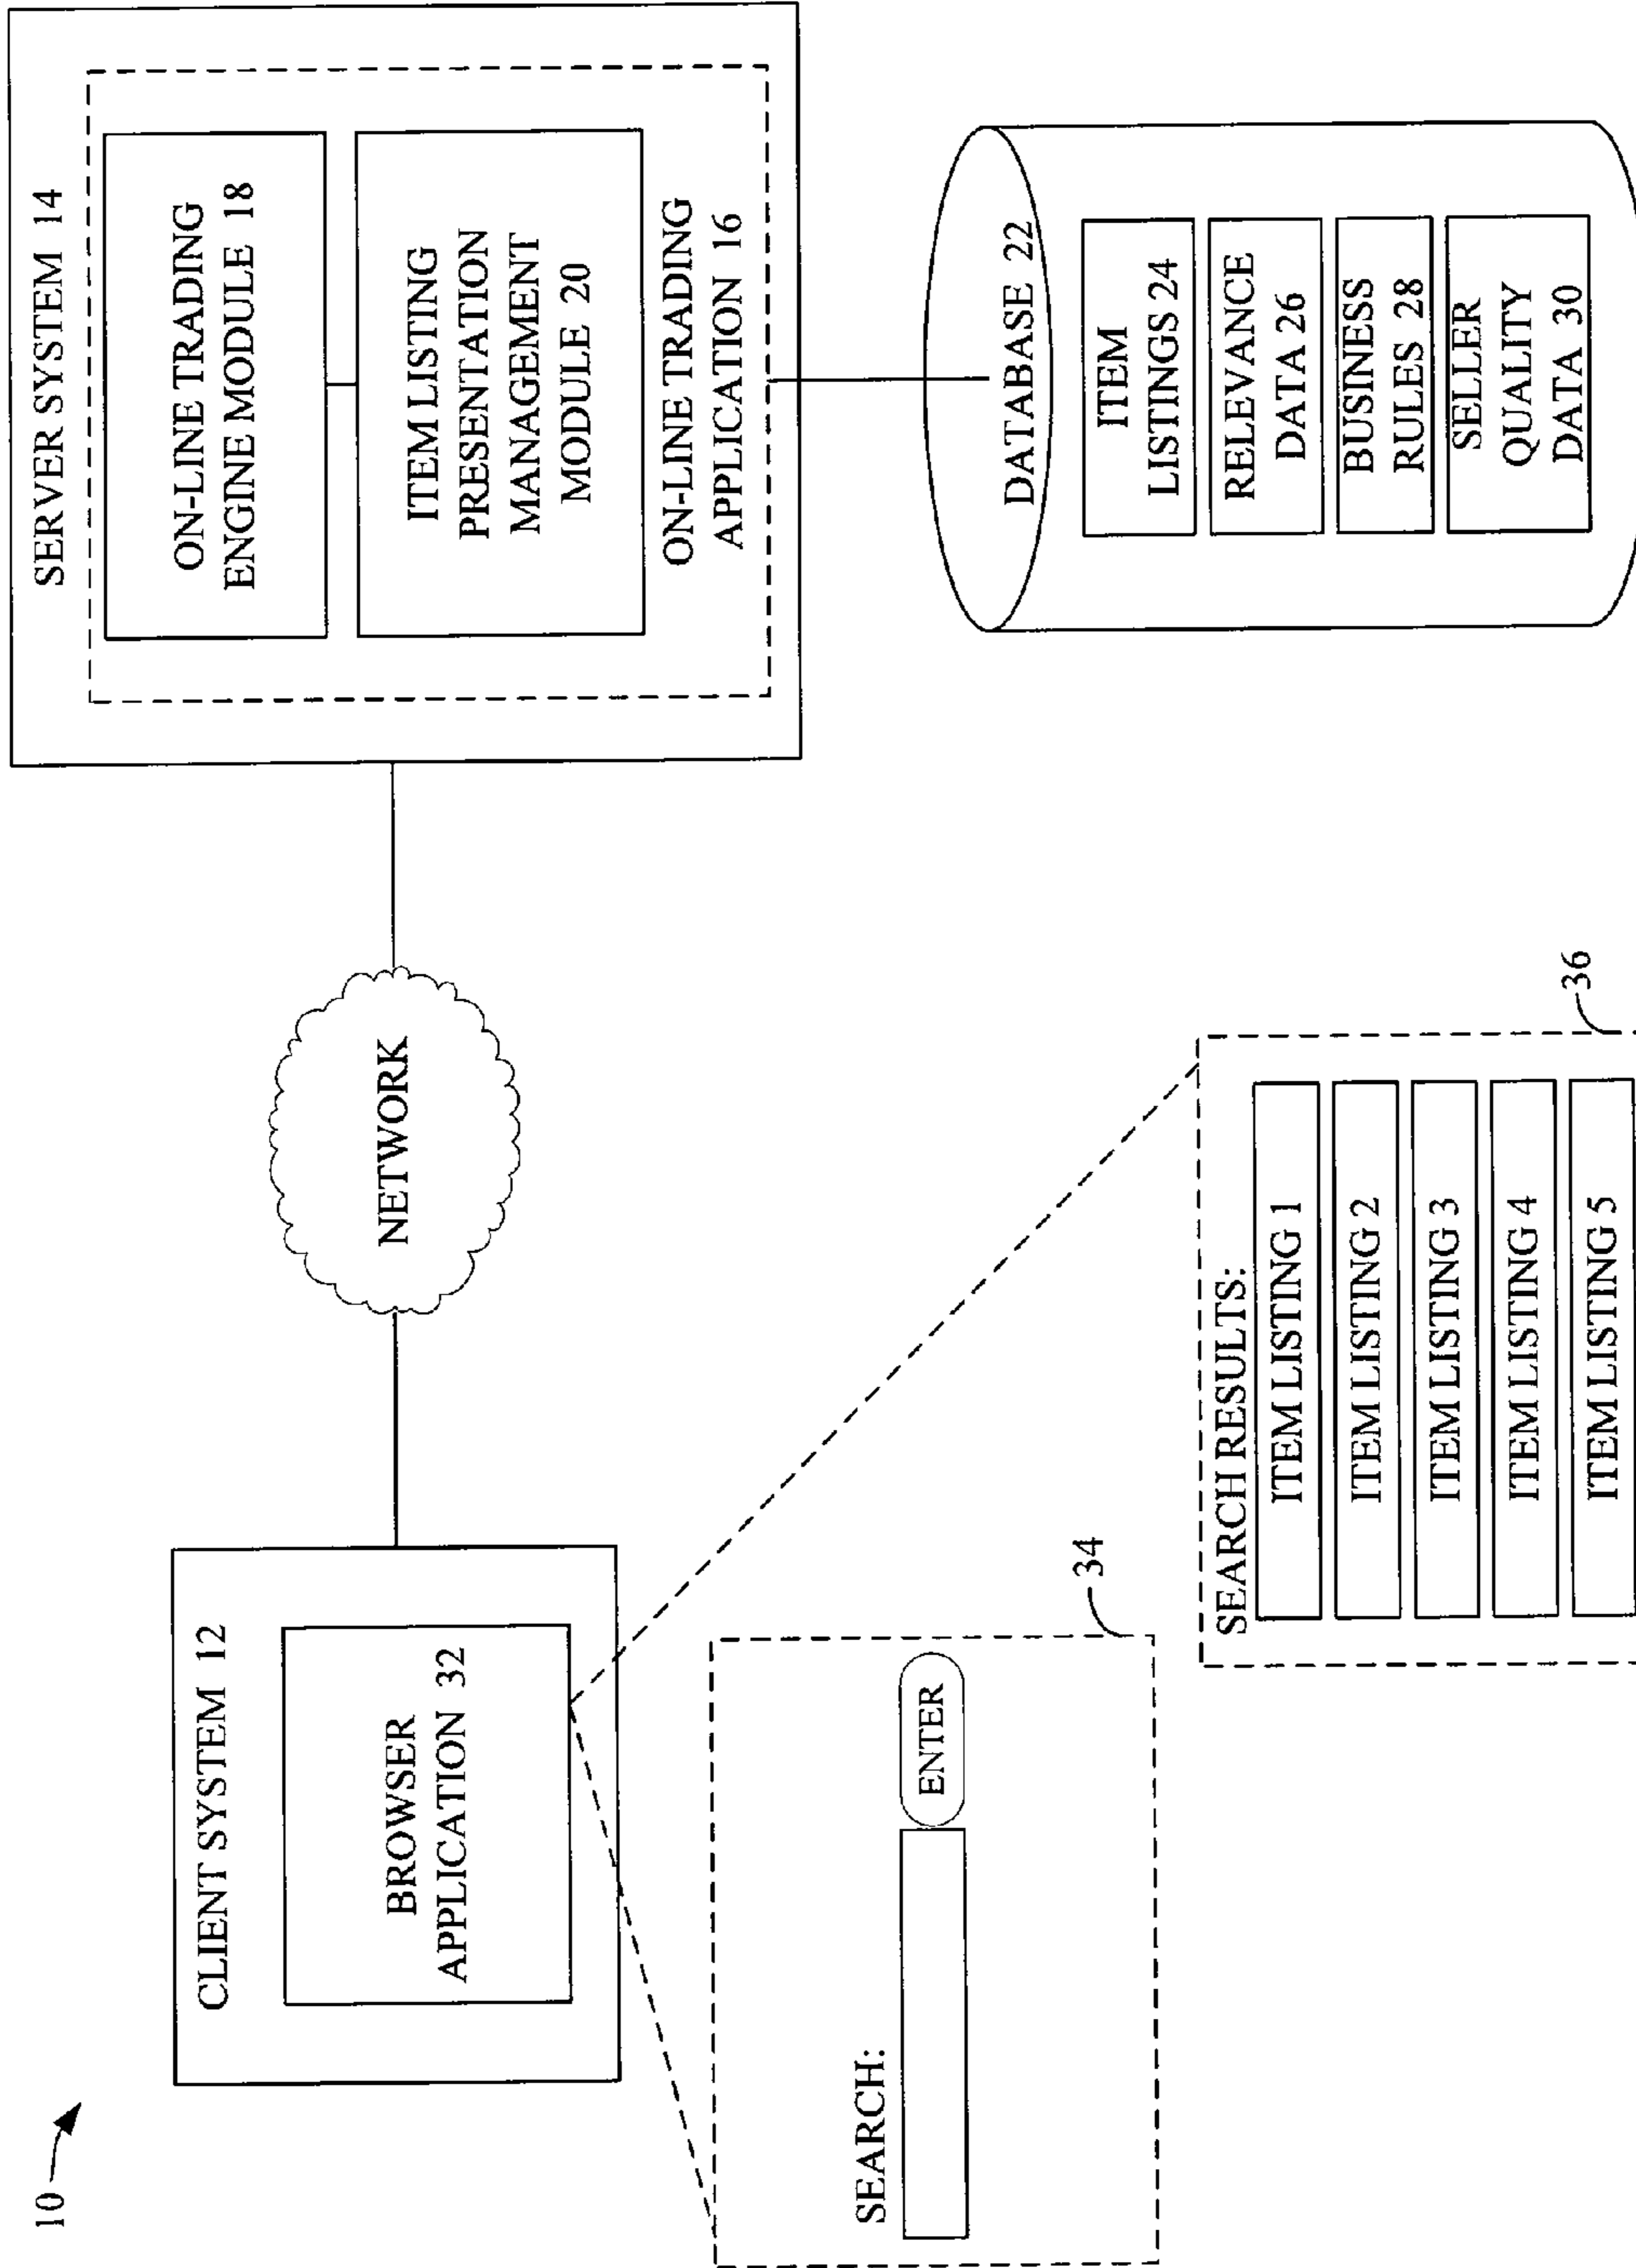 10
CLIENT SYSTEM 12
BROWSER
APPLICATION 32
NETWORK
SERVER SYSTEM 14
ON-LINE TRADING
ENGINE MODULE 18
ITEM LISTING
PRESENTATION
MANAGEMENT
MODULE 20
ON-LINE TRADING
APPLICATION 16
SEARCH:
ENTER
34
SEARCH RESULTS:
ITEM LISTING 1
ITEM LISTING 2
ITEM LISTING 3
ITEM LISTING 4
ITEM LISTING 5
36
DATABASE 22
ITEM
LISTINGS 24
RELEVANCE
DATA 26
BUSINESS
RULES 28
SELLER
QUALITY
DATA 30